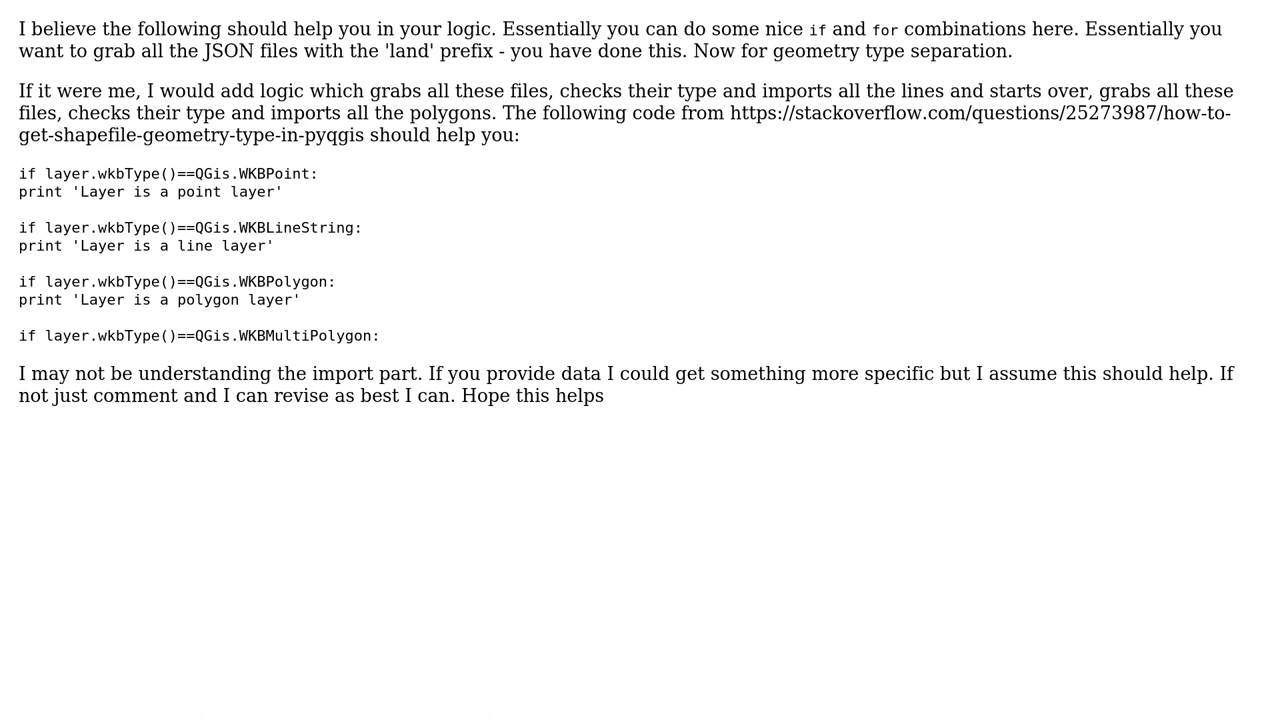 I believe the following should help you in your logic. Essentially you can do some nice if and for combinations here. Essentially you
want to grab all the JSON files with the 'land' prefix - you have done this. Now for geometry type separation.
If it were me, I would add logic which grabs all these files, checks their type and imports all the lines and starts over, grabs all these
files, checks their type and imports all the polygons. The following code from https://stackoverflow.com/questions/25273987/how-to-
get-shapefile-geometry-type-in-pyqgis should help you:
if layer.wkbType()==QGis.WKBPoint:
print 'Layer is a point layer'
if layer.wkbType()==QGis.WKBLineString:
print 'Layer is a line layer'
if layer.wkbType()==QGis.WKBPolygon:
print 'Layer is a polygon layer'
if layer.wkbType()==QGis.WKBMultiPolygon:
I may not be understanding the import part. If you provide data I could get something more specific but I assume this should help. If
not just comment and I can revise as best I can. Hope this helps